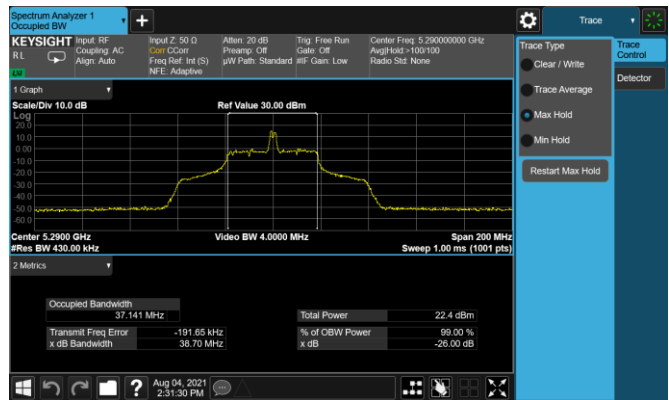 Spectrum Analyzer 1
Occupied BW
+
Trace
KEYSIGHT
Input: RF
Coupling: AC
Align: Auto
Input Z: 50 Ω
Corr CCorr
Freq Ref: Int (S)
NFE: Adaptive
Atten: 20 dB
Preamp: Off
µW Path: Standard
Trig: Free Run
Gate: Off
#IF Gain: Low
Center Freq: 5.290000000 GHz
Avg|Hold:>100/100
Radio Std: None
R L
LV
Trace Type
Clear / Write
Trace Average
Max Hold
Min Hold
Restart Max Hold
Trace
Control
Detector
1 Graph
Scale/Div 10.0 dB
Ref Value 30.00 dBm
Log
20.0
10.0
0.00
-10.0
-20.0
-30.0
-40.0
-50.0
-60.0
Center 5.2900 GHz
#Res BW 430.00 kHz
Video BW 4.0000 MHz
Span 200 MHz
Sweep 1.00 ms (1001 pts)
2 Metrics
Occupied Bandwidth
37.141 MHz
Total Power 22.4 dBm
Transmit Freq Error -191.65 kHz
% of OBW Power 99.00 %
x dB Bandwidth 38.70 MHz
x dB -26.00 dB
?
Aug 04, 2021
2:31:30 PM